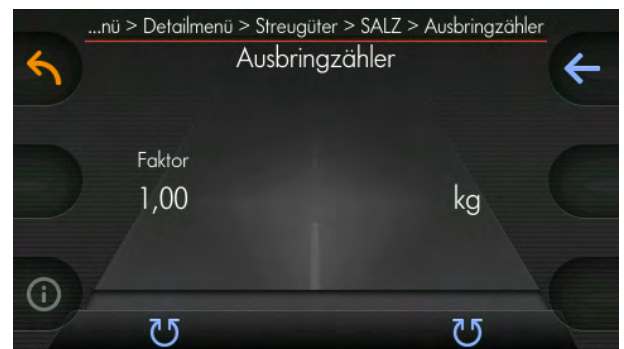 ...nü > Detailmenü > Streugüter > SALZ > Ausbringzähler
Ausbringzähler
Faktor
1,00
kg